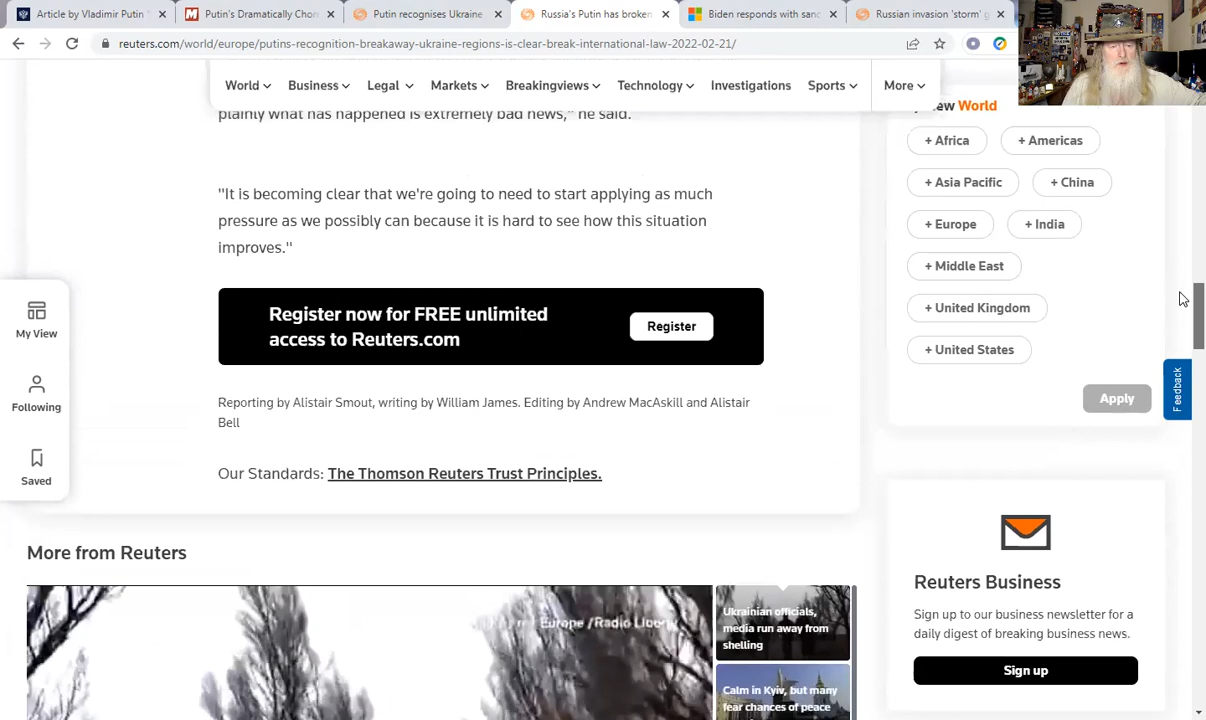 Article by Vladimir Putin "
Putin's Dramatically Chom
Putin recognises Ukraine
Russia's Putin has broken
Biden responds with sanc
Russian invasion 'storm' g
reuters.com/world/europe/putins-recognition-breakaway-ukraine-regions-is-clear-break-international-law-2022-02-21/
World Business Legal Markets Breakingviews Technology Investigations Sports More
plainly what has happened is extremely bad news," he said.
"It is becoming clear that we're going to need to start applying as much
pressure as we possibly can because it is hard to see how this situation
improves."
Register now for FREE unlimited
access to Reuters.com
Register
Reporting by Alistair Smout, writing by William James. Editing by Andrew MacAskill and Alistair
Bell
Our Standards: The Thomson Reuters Trust Principles.
More from Reuters
Europe/Radio
Ukrainian officials,
media run away from
shelling
Calm in Kyiv, but many
fear chances of peace
My View
Following
Saved
World
+ Africa
+ Americas
+ Asia Pacific
+ China
+ Europe
+ India
+ Middle East
+ United Kingdom
+ United States
Apply
Feedback
Reuters Business
Sign up to our business newsletter for a
daily digest of breaking business news.
Sign up